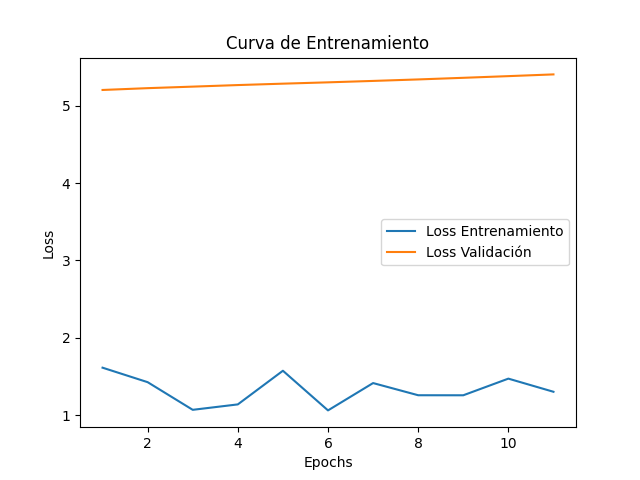 Curva de Entrenamiento
Loss
5
4
3
2
1
Loss Entrenamiento
Loss Validación
2 4 6 8 10
Epochs